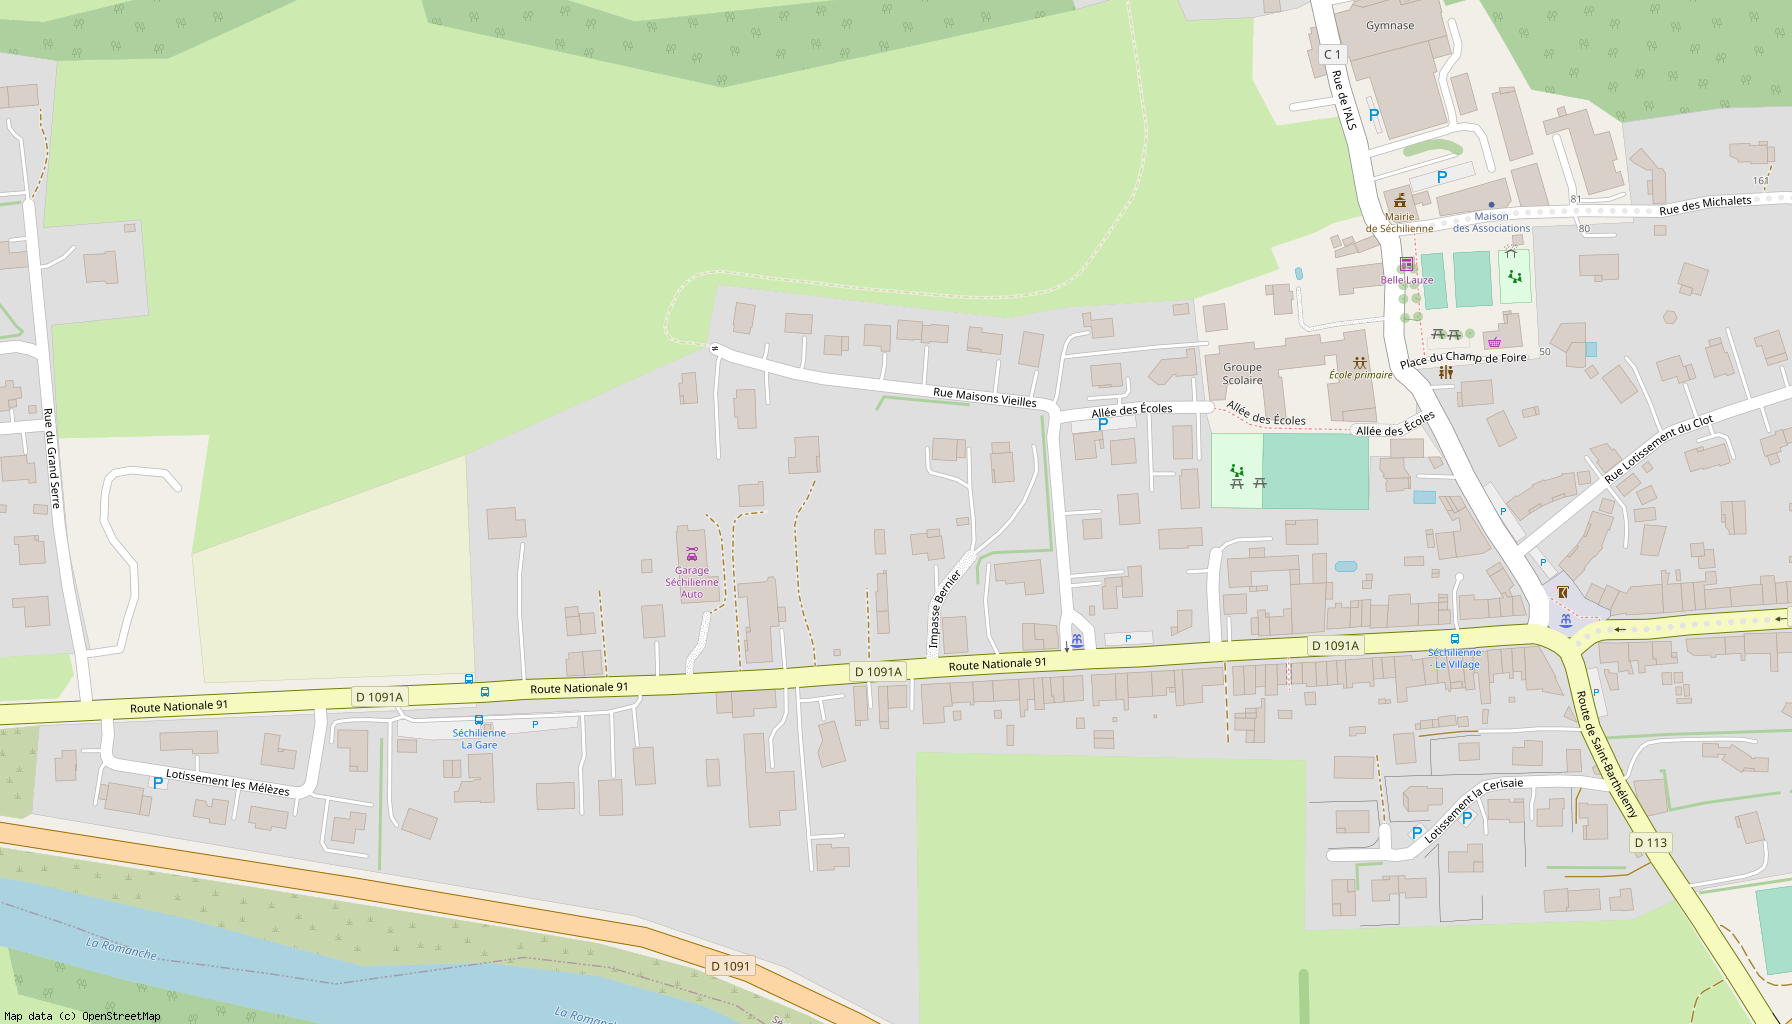 Gymnase
C 1
Rue de l'ALS
P
P
161
81
Mairie
de Séchilienne
Maison
des Associations
Rue des Michalets
80
Belle Lauze
50
Place du Champ de Foire
Groupe
Scolaire
École primaire
Rue Maisons Vieilles
Allée des Écoles
P
Allée des Écoles
Allée des Écoles
Rue du Grand Serre
Rue Lotissement du Clot
P
P
Garage
Séchilienne
Auto
Impasse Bernier
P
D 1091A
Séchilienne
- Le Village
Route Nationale 91
D 1091A
Route Nationale 91
D 1091A
Route Nationale 91
P
P
Séchilienne
La Gare
Route de Saint-Barthélemy
Lotissement les Mélèzes
P
Lotissement la Cerisaie
P
P
D 113
La Romanche
D 1091
La Romanche
Sé
Map data (c) OpenStreetMap